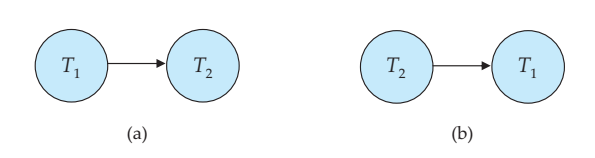 T₁ T₂ T₂ T₁
(a) (b)